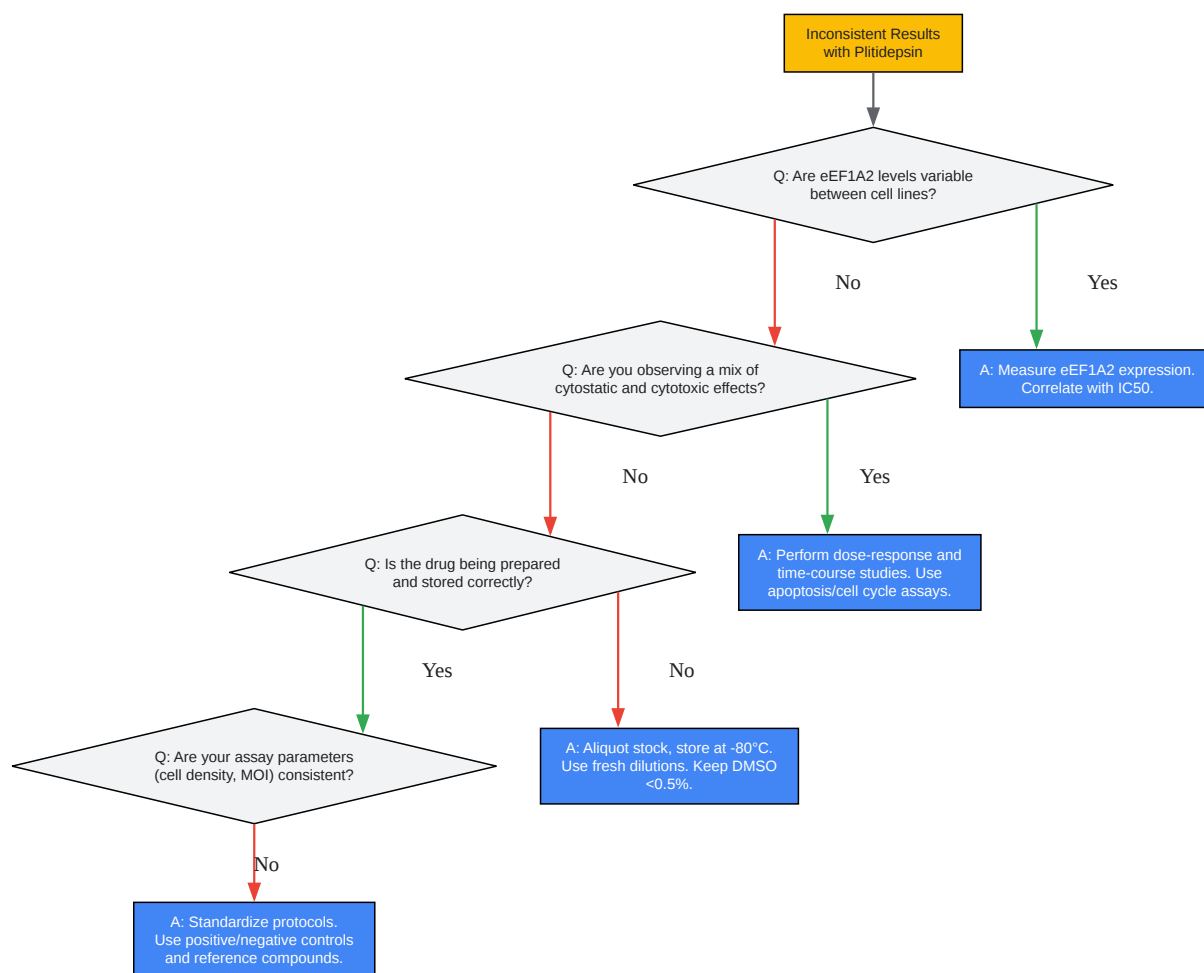 Inconsistent Results
with Plitidepsin
Q: Are eEF1A2 levels variable
between cell lines?
No
Yes
Q: Are you observing a mix of
cytostatic and cytotoxic effects?
A: Measure eEF1A2 expression.
Correlate with IC50.
No
Yes
Q: Is the drug being prepared
and stored correctly?
A: Perform dose-response and
time-course studies. Use
apoptosis/cell cycle assays.
Yes
No
Q: Are your assay parameters
(cell density, MOI) consistent?
A: Aliquot stock, store at -80°C.
Use fresh dilutions. Keep DMSO
<0.5%.
No
A: Standardize protocols.
Use positive/negative controls
and reference compounds.